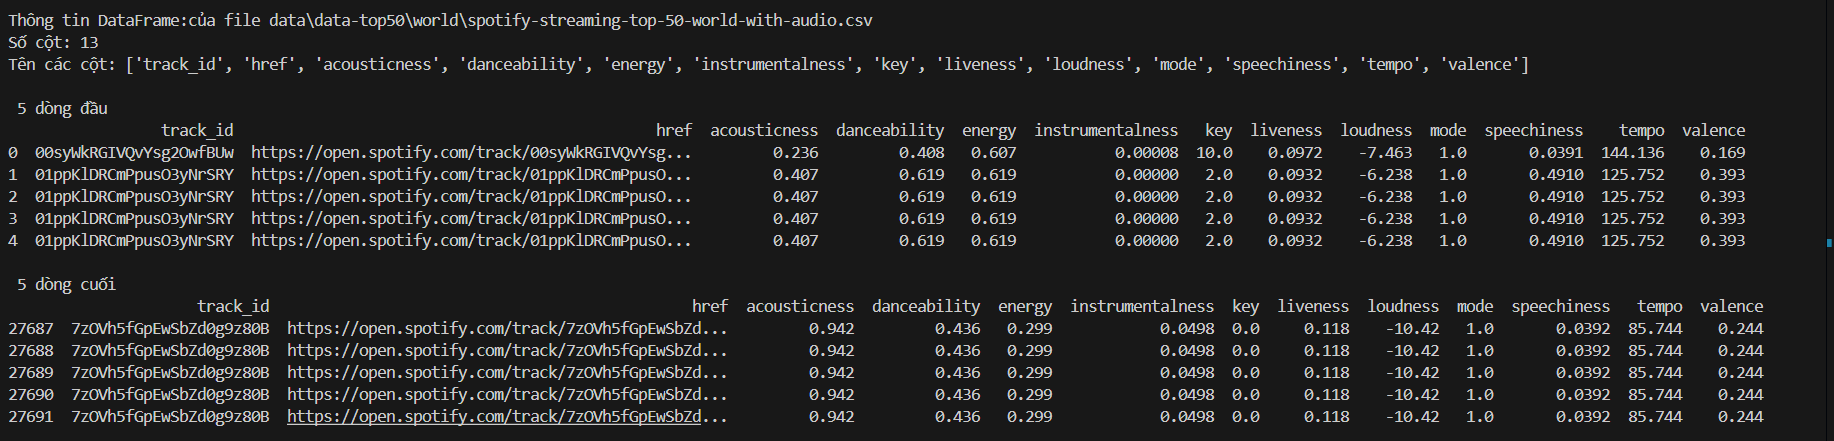 Thông tin DataFrame:của file data\data-top50\world\spotify-streaming-top-50-world-with-audio.csv
Số cột: 13
Tên các cột: ['track_id', 'href', 'acousticness', 'danceability', 'energy', 'instrumentalness', 'key', 'liveness', 'loudness', 'mode', 'speechiness', 'tempo', 'valence']
5 dòng đầu
track_id href acousticness danceability energy instrumentalness key liveness loudness mode speechiness tempo valence
0 00syWkRGIVQvYsg2OwfBUw https://open.spotify.com/track/00syWkRGIVQvYsg... 0.236 0.408 0.607 0.00008 10.0 0.0972 -7.463 1.0 0.0391 144.136 0.169
1 01ppKlDRCmPpusO3yNrSRY https://open.spotify.com/track/01ppKlDRCmPpusO... 0.407 0.619 0.619 0.00000 2.0 0.0932 -6.238 1.0 0.4910 125.752 0.393
2 01ppKlDRCmPpusO3yNrSRY https://open.spotify.com/track/01ppKlDRCmPpusO... 0.407 0.619 0.619 0.00000 2.0 0.0932 -6.238 1.0 0.4910 125.752 0.393
3 01ppKlDRCmPpusO3yNrSRY https://open.spotify.com/track/01ppKlDRCmPpusO... 0.407 0.619 0.619 0.00000 2.0 0.0932 -6.238 1.0 0.4910 125.752 0.393
4 01ppKlDRCmPpusO3yNrSRY https://open.spotify.com/track/01ppKlDRCmPpusO... 0.407 0.619 0.619 0.00000 2.0 0.0932 -6.238 1.0 0.4910 125.752 0.393
5 dòng cuối
track_id href acousticness danceability energy instrumentalness key liveness loudness mode speechiness tempo valence
27687 7zOVh5fGpEwSbZd0g9z80B https://open.spotify.com/track/7zOVh5fGpEwSbZd... 0.942 0.436 0.299 0.0498 0.0 0.118 -10.42 1.0 0.0392 85.744 0.244
27688 7zOVh5fGpEwSbZd0g9z80B https://open.spotify.com/track/7zOVh5fGpEwSbZd... 0.942 0.436 0.299 0.0498 0.0 0.118 -10.42 1.0 0.0392 85.744 0.244
27689 7zOVh5fGpEwSbZd0g9z80B https://open.spotify.com/track/7zOVh5fGpEwSbZd... 0.942 0.436 0.299 0.0498 0.0 0.118 -10.42 1.0 0.0392 85.744 0.244
27690 7zOVh5fGpEwSbZd0g9z80B https://open.spotify.com/track/7zOVh5fGpEwSbZd... 0.942 0.436 0.299 0.0498 0.0 0.118 -10.42 1.0 0.0392 85.744 0.244
27691 7zOVh5fGpEwSbZd0g9z80B https://open.spotify.com/track/7zOVh5fGpEwSbZd... 0.942 0.436 0.299 0.0498 0.0 0.118 -10.42 1.0 0.0392 85.744 0.244